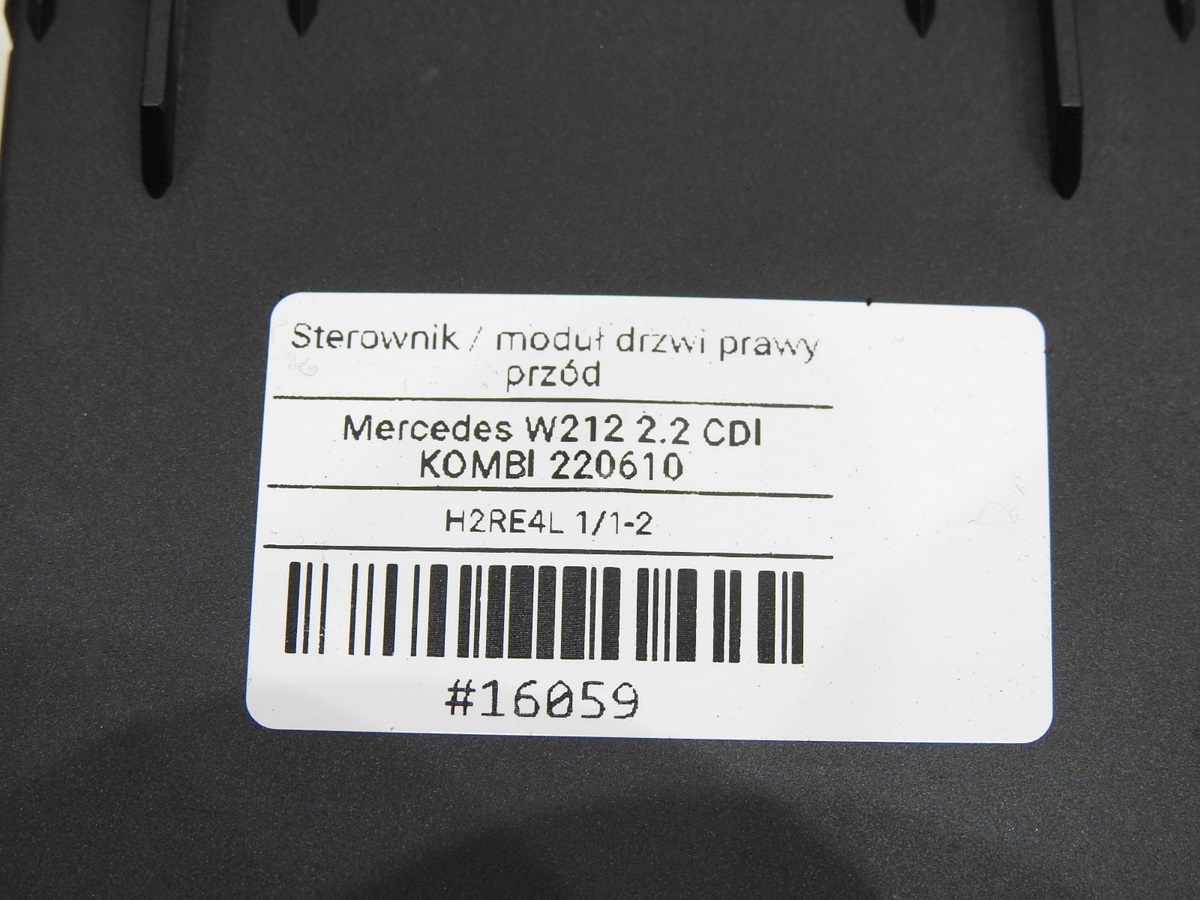 Sterownik / moduł drzwi prawy
przód
Mercedes W212 2.2 CDI
KOMBI 220610
H2RE4L 1/1-2
#16059